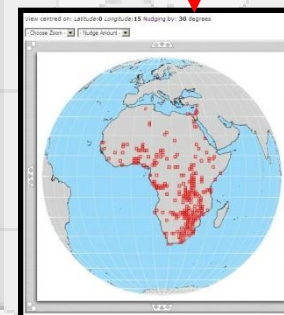 View centred on: Latitude:0 Longitude:15 Nudging by: 30 degrees
- Choose Zoom - - Nudge Amount -